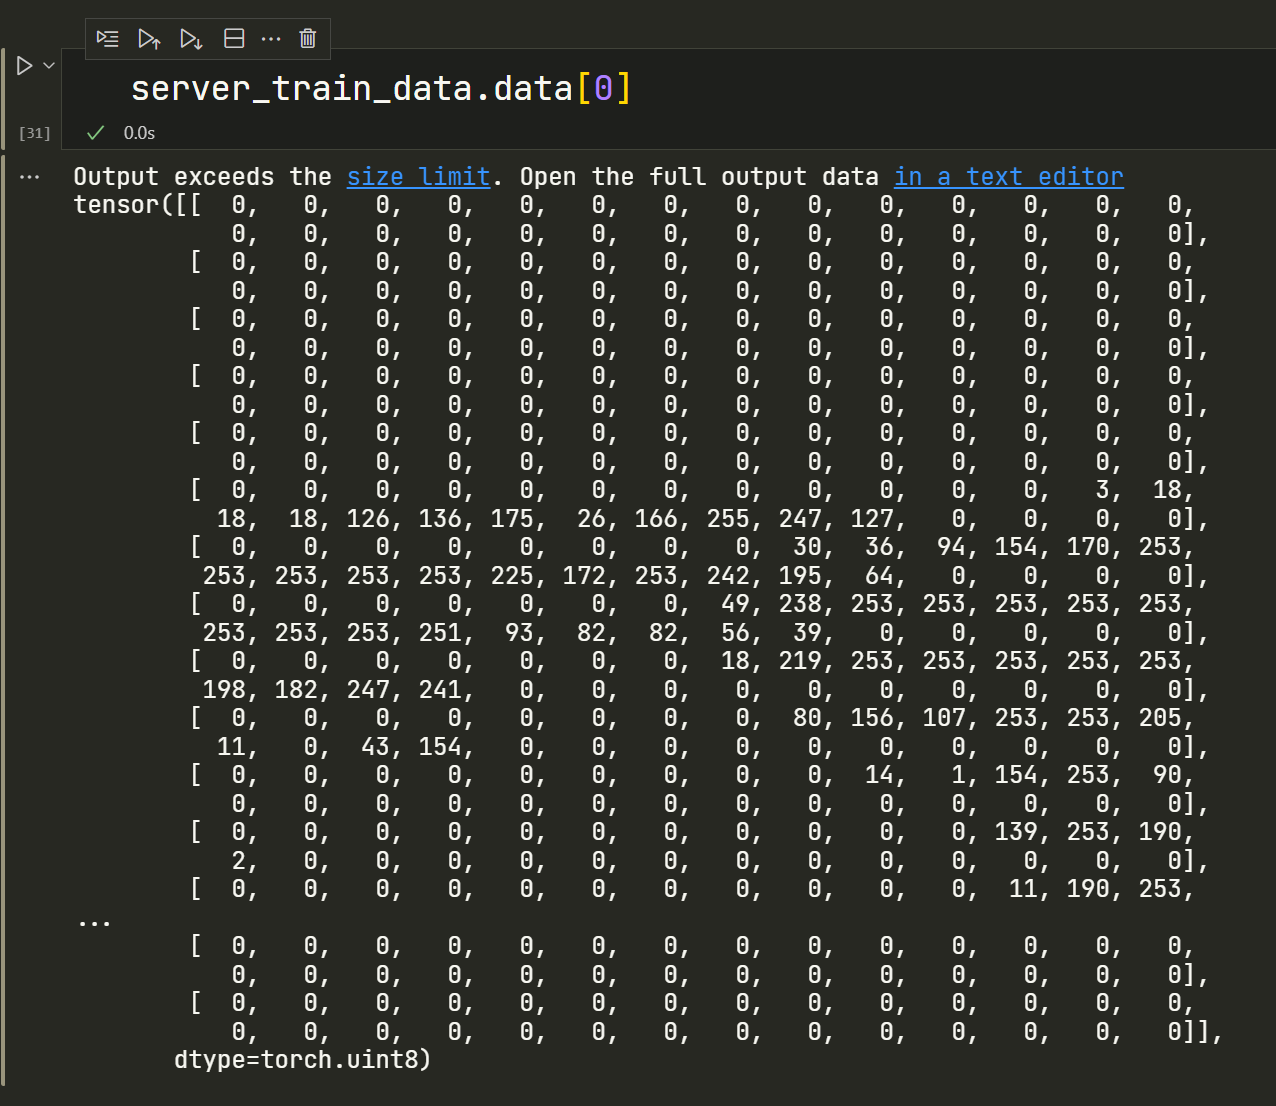 server_train_data.data[0]
[31] 0.0s
Output exceeds the size limit. Open the full output data in a text editor
tensor([[  0,   0,   0,   0,   0,   0,   0,   0,   0,   0,   0,   0,   0,   0,
           0,   0,   0,   0,   0,   0,   0,   0,   0,   0,   0,   0,   0,   0],
        [  0,   0,   0,   0,   0,   0,   0,   0,   0,   0,   0,   0,   0,   0,
           0,   0,   0,   0,   0,   0,   0,   0,   0,   0,   0,   0,   0,   0],
        [  0,   0,   0,   0,   0,   0,   0,   0,   0,   0,   0,   0,   0,   0,
           0,   0,   0,   0,   0,   0,   0,   0,   0,   0,   0,   0,   0,   0],
        [  0,   0,   0,   0,   0,   0,   0,   0,   0,   0,   0,   0,   0,   0,
           0,   0,   0,   0,   0,   0,   0,   0,   0,   0,   0,   0,   0,   0],
        [  0,   0,   0,   0,   0,   0,   0,   0,   0,   0,   0,   0,   0,   0,
           0,   0,   0,   0,   0,   0,   0,   0,   0,   0,   0,   0,   0,   0],
        [  0,   0,   0,   0,   0,   0,   0,   0,   0,   0,   0,   0,   3,  18,
          18,  18, 126, 136, 175,  26, 166, 255, 247, 127,   0,   0,   0,   0],
        [  0,   0,   0,   0,   0,   0,   0,   0,  30,  36,  94, 154, 170, 253,
         253, 253, 253, 253, 225, 172, 253, 242, 195,  64,   0,   0,   0,   0],
        [  0,   0,   0,   0,   0,   0,   0,  49, 238, 253, 253, 253, 253, 253,
         253, 253, 253, 251,  93,  82,  82,  56,  39,   0,   0,   0,   0,   0],
        [  0,   0,   0,   0,   0,   0,   0,  18, 219, 253, 253, 253, 253, 253,
         198, 182, 247, 241,   0,   0,   0,   0,   0,   0,   0,   0,   0,   0],
        [  0,   0,   0,   0,   0,   0,   0,   0,  80, 156, 107, 253, 253, 205,
          11,   0,  43, 154,   0,   0,   0,   0,   0,   0,   0,   0,   0,   0],
        [  0,   0,   0,   0,   0,   0,   0,   0,   0,  14,   1, 154, 253,  90,
           0,   0,   0,   0,   0,   0,   0,   0,   0,   0,   0,   0,   0,   0],
        [  0,   0,   0,   0,   0,   0,   0,   0,   0,   0,   0, 139, 253, 190,
           2,   0,   0,   0,   0,   0,   0,   0,   0,   0,   0,   0,   0,   0],
        [  0,   0,   0,   0,   0,   0,   0,   0,   0,   0,   0,  11, 190, 253,
...
        [  0,   0,   0,   0,   0,   0,   0,   0,   0,   0,   0,   0,   0,   0,
           0,   0,   0,   0,   0,   0,   0,   0,   0,   0,   0,   0,   0,   0],
        [  0,   0,   0,   0,   0,   0,   0,   0,   0,   0,   0,   0,   0,   0,
           0,   0,   0,   0,   0,   0,   0,   0,   0,   0,   0,   0,   0,   0]],
       dtype=torch.uint8)